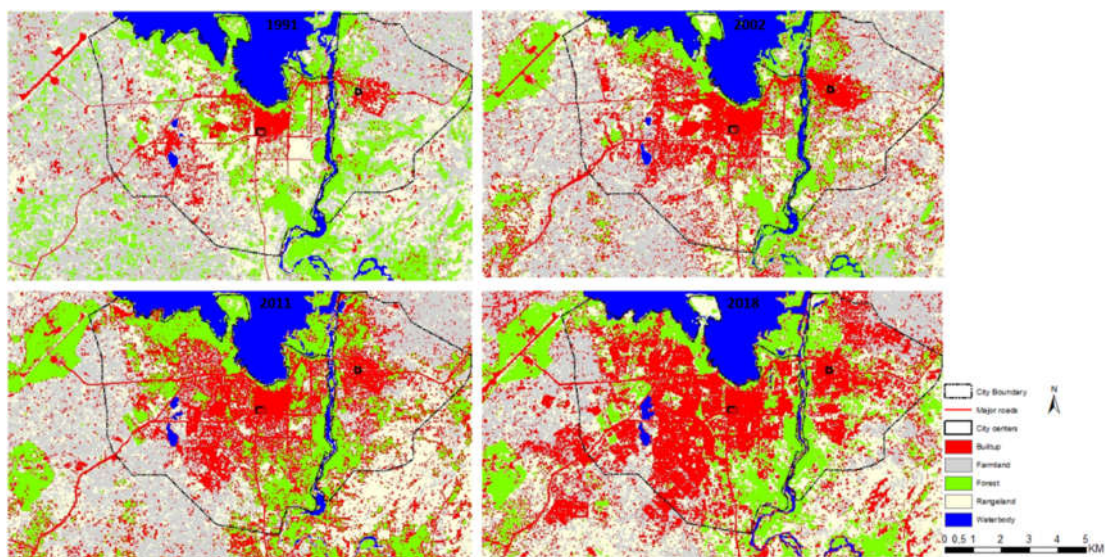 1991
2002
2011
2018
City Boundary
N
Major roads
City centers
Builtup
Farmland
Forest
Rangeland
Waterbody
0 0.5 1 2 3 4 5
KM